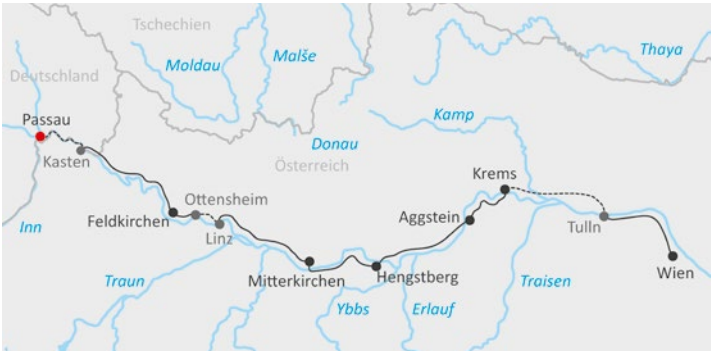 Tschechien
Thaya
Moldau
Malše
Deutschland
Kamp
Passau
Donau
Kasten
Österreich
Krems
Ottensheim
Feldkirchen
Aggstein
Inn
Linz
Tulln
Wien
Traun
Mitterkirchen
Hengstberg
Traisen
Ybbs
Erlauf